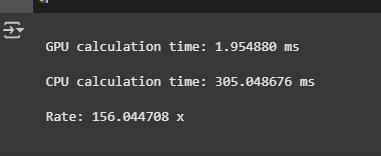 GPU calculation time: 1.954880 ms
CPU calculation time: 305.048676 ms
Rate: 156.044708 x